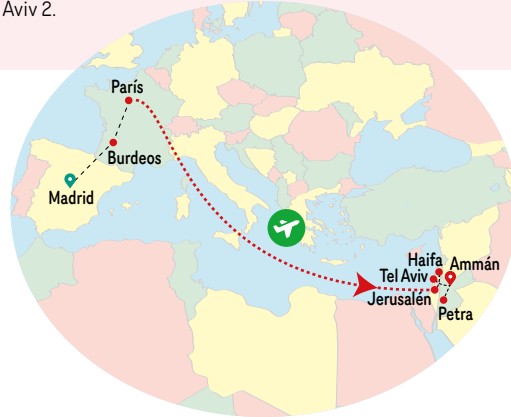 Aviv 2.
París
Burdeos
Madrid
Haifa
Ammán
Tel Aviv
Jerusalén
Petra